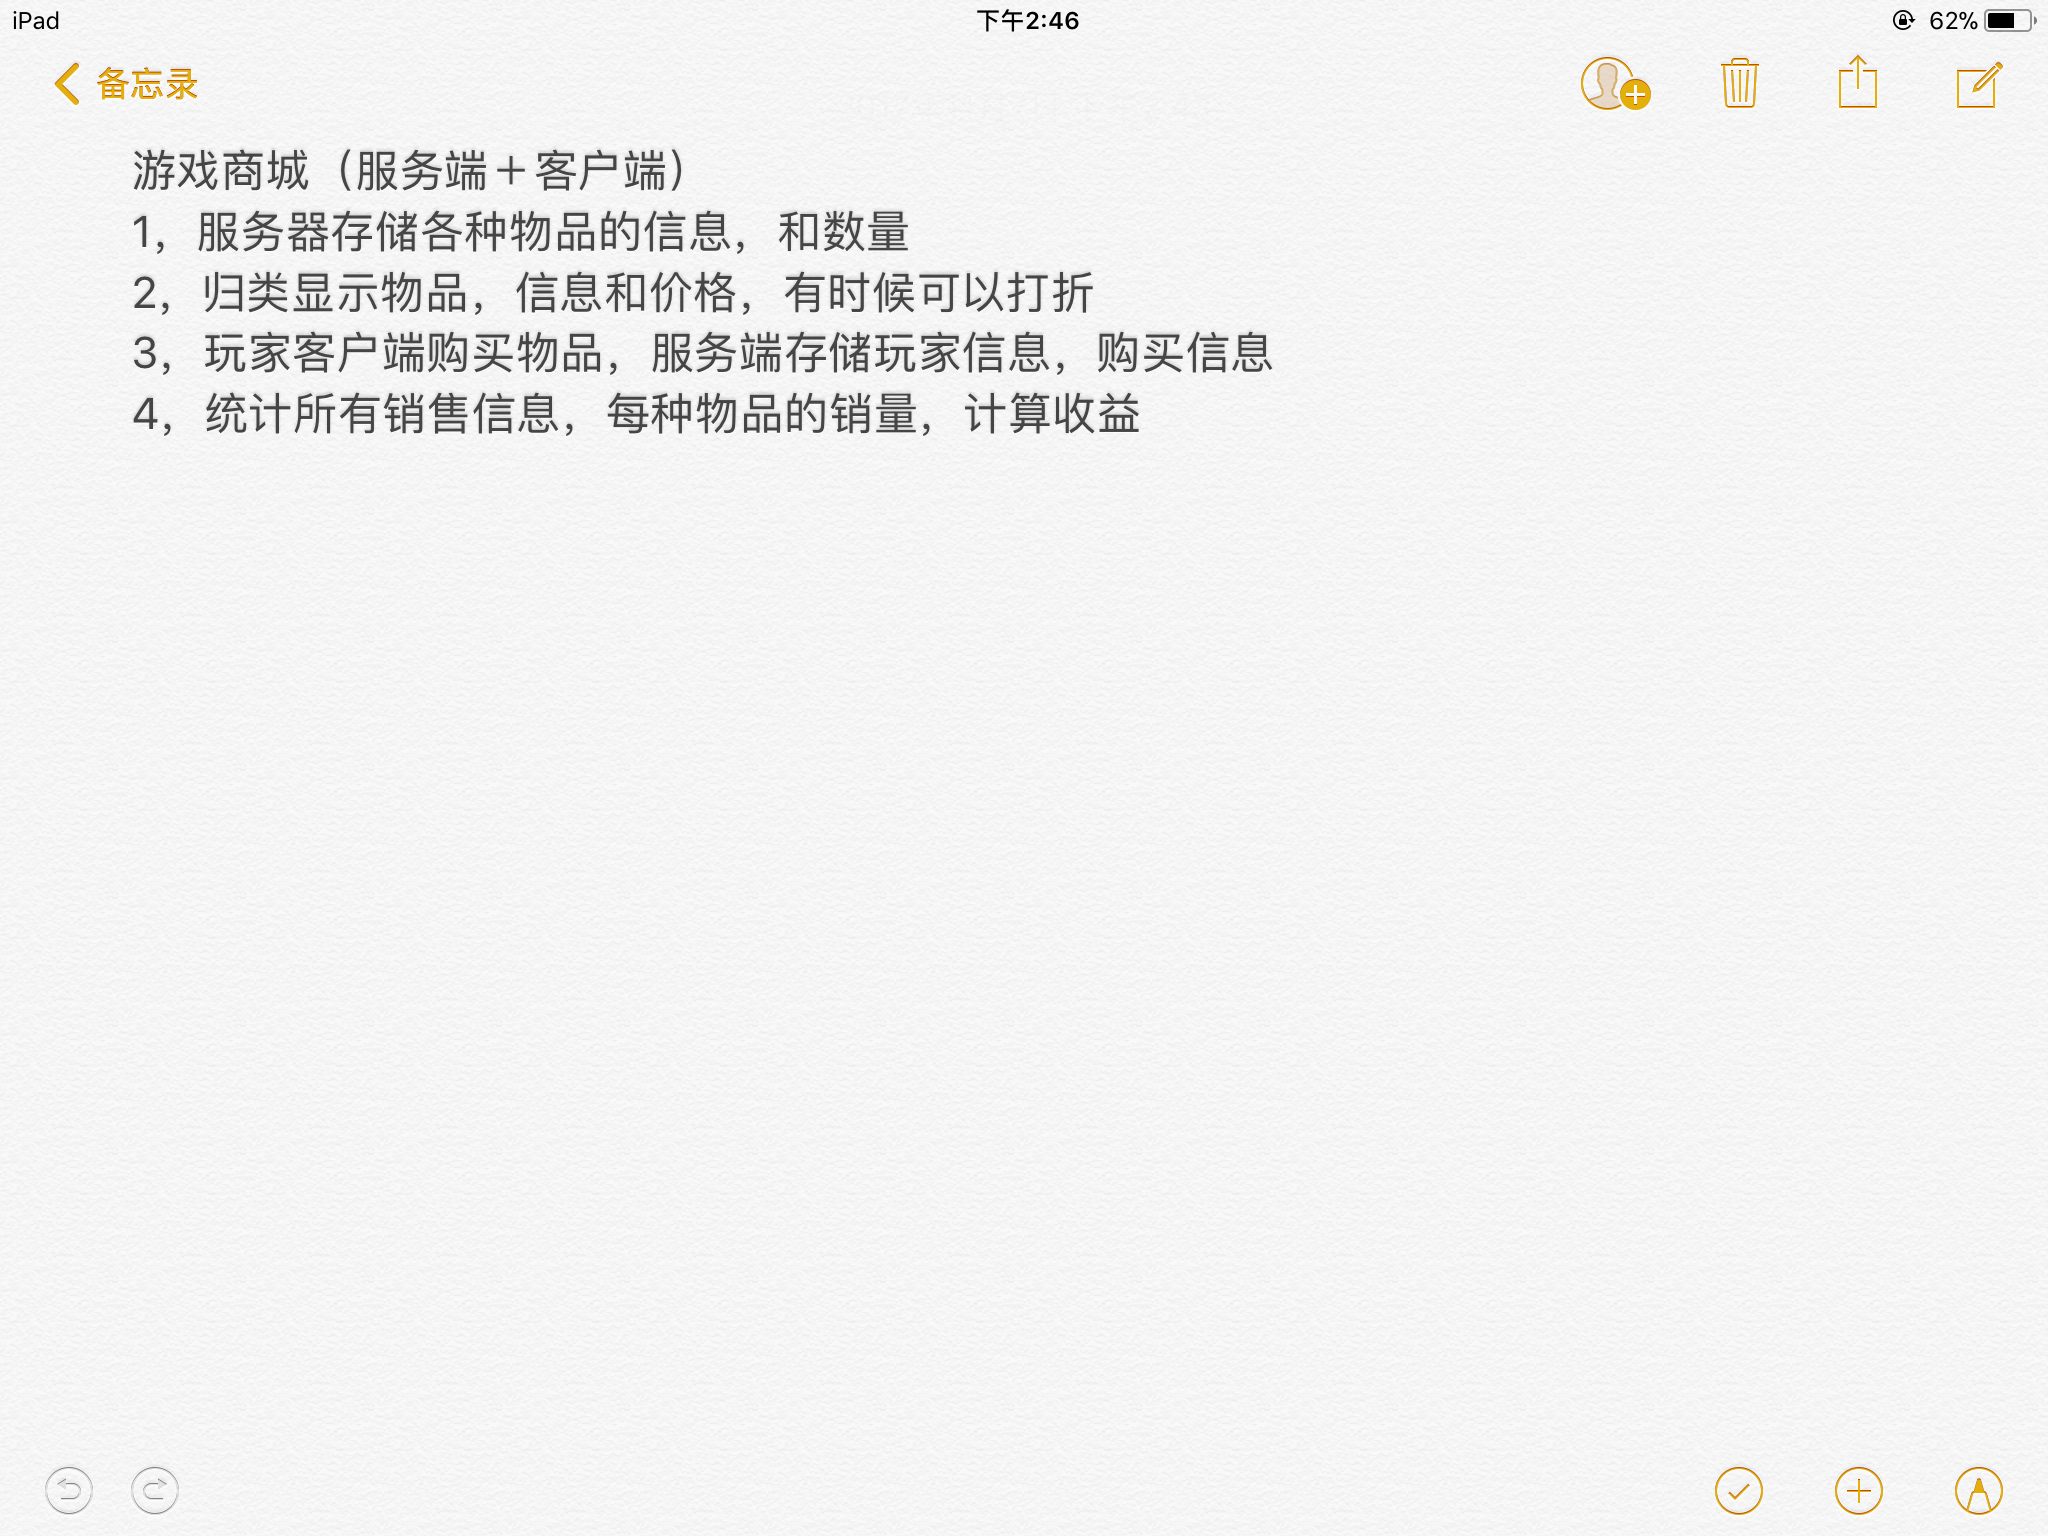 iPad
下午2:46
62%
备忘录
游戏商城（服务端＋客户端）
1，服务器存储各种物品的信息，和数量
2，归类显示物品，信息和价格，有时候可以打折
3，玩家客户端购买物品，服务端存储玩家信息，购买信息
4，统计所有销售信息，每种物品的销量，计算收益